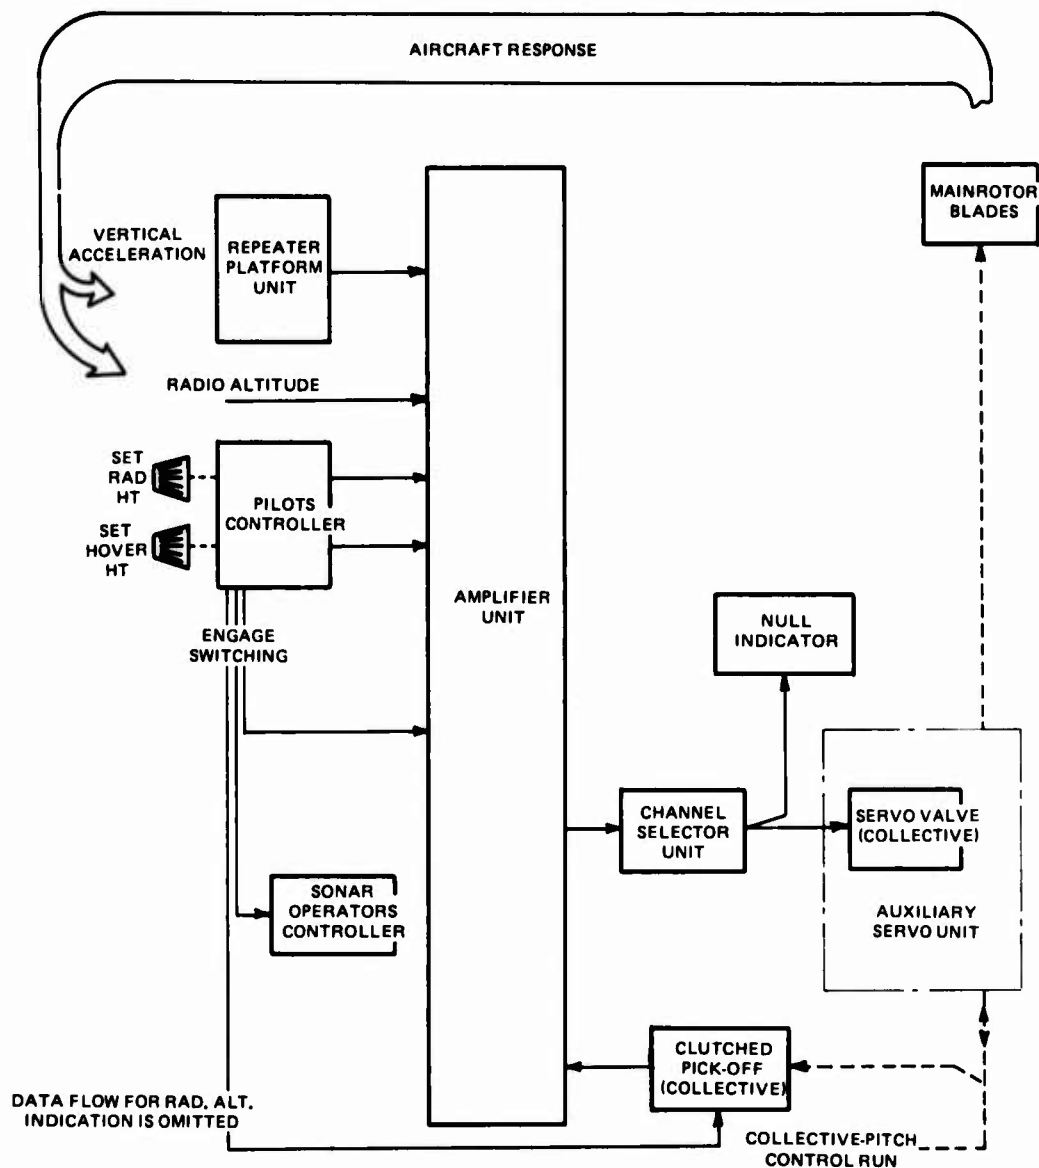 AIRCRAFT RESPONSE
MAINROTOR
BLADES
VERTICAL
ACCELERATION
REPEATER
PLATFORM
UNIT
RADIO ALTITUDE
SET
RAD
HT
SET
HOVER
HT
PILOTS
CONTROLLER
ENGAGE
SWITCHING
AMPLIFIER
UNIT
NULL
INDICATOR
CHANNEL
SELECTOR
UNIT
SERVO VALVE
(COLLECTIVE)
AUXILIARY
SERVO UNIT
SONAR
OPERATORS
CONTROLLER
CLUTCHED
PICK-OFF
(COLLECTIVE)
DATA FLOW FOR RAD. ALT.
INDICATION IS OMITTED
COLLECTIVE-PITCH
CONTROL RUN